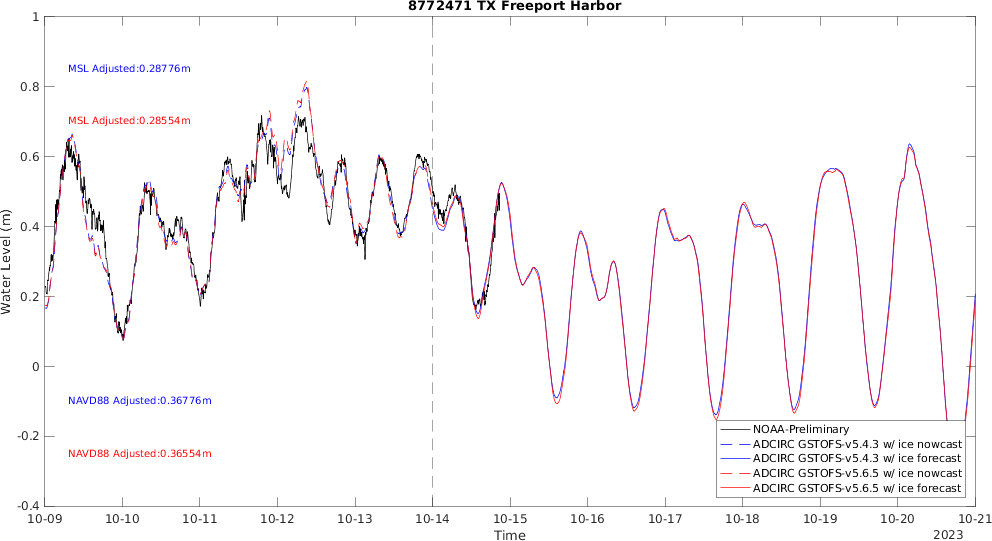 8772471 TX Freeport Harbor
1
0.8
0.6
0.4
0.2
0
-0.2
-0.4
Water Level (m)
MSL Adjusted:0.28776m
MSL Adjusted:0.28554m
NAVD88 Adjusted:0.36776m
NAVD88 Adjusted:0.36554m
NOAA-Preliminary
ADCIRC GSTOFS-v5.4.3 w/ ice nowcast
ADCIRC GSTOFS-v5.4.3 w/ ice forecast
ADCIRC GSTOFS-v5.6.5 w/ ice nowcast
ADCIRC GSTOFS-v5.6.5 w/ ice forecast
10-09 10-10 10-11 10-12 10-13 10-14 10-15 10-16 10-17 10-18 10-19 10-20 10-21
Time
2023